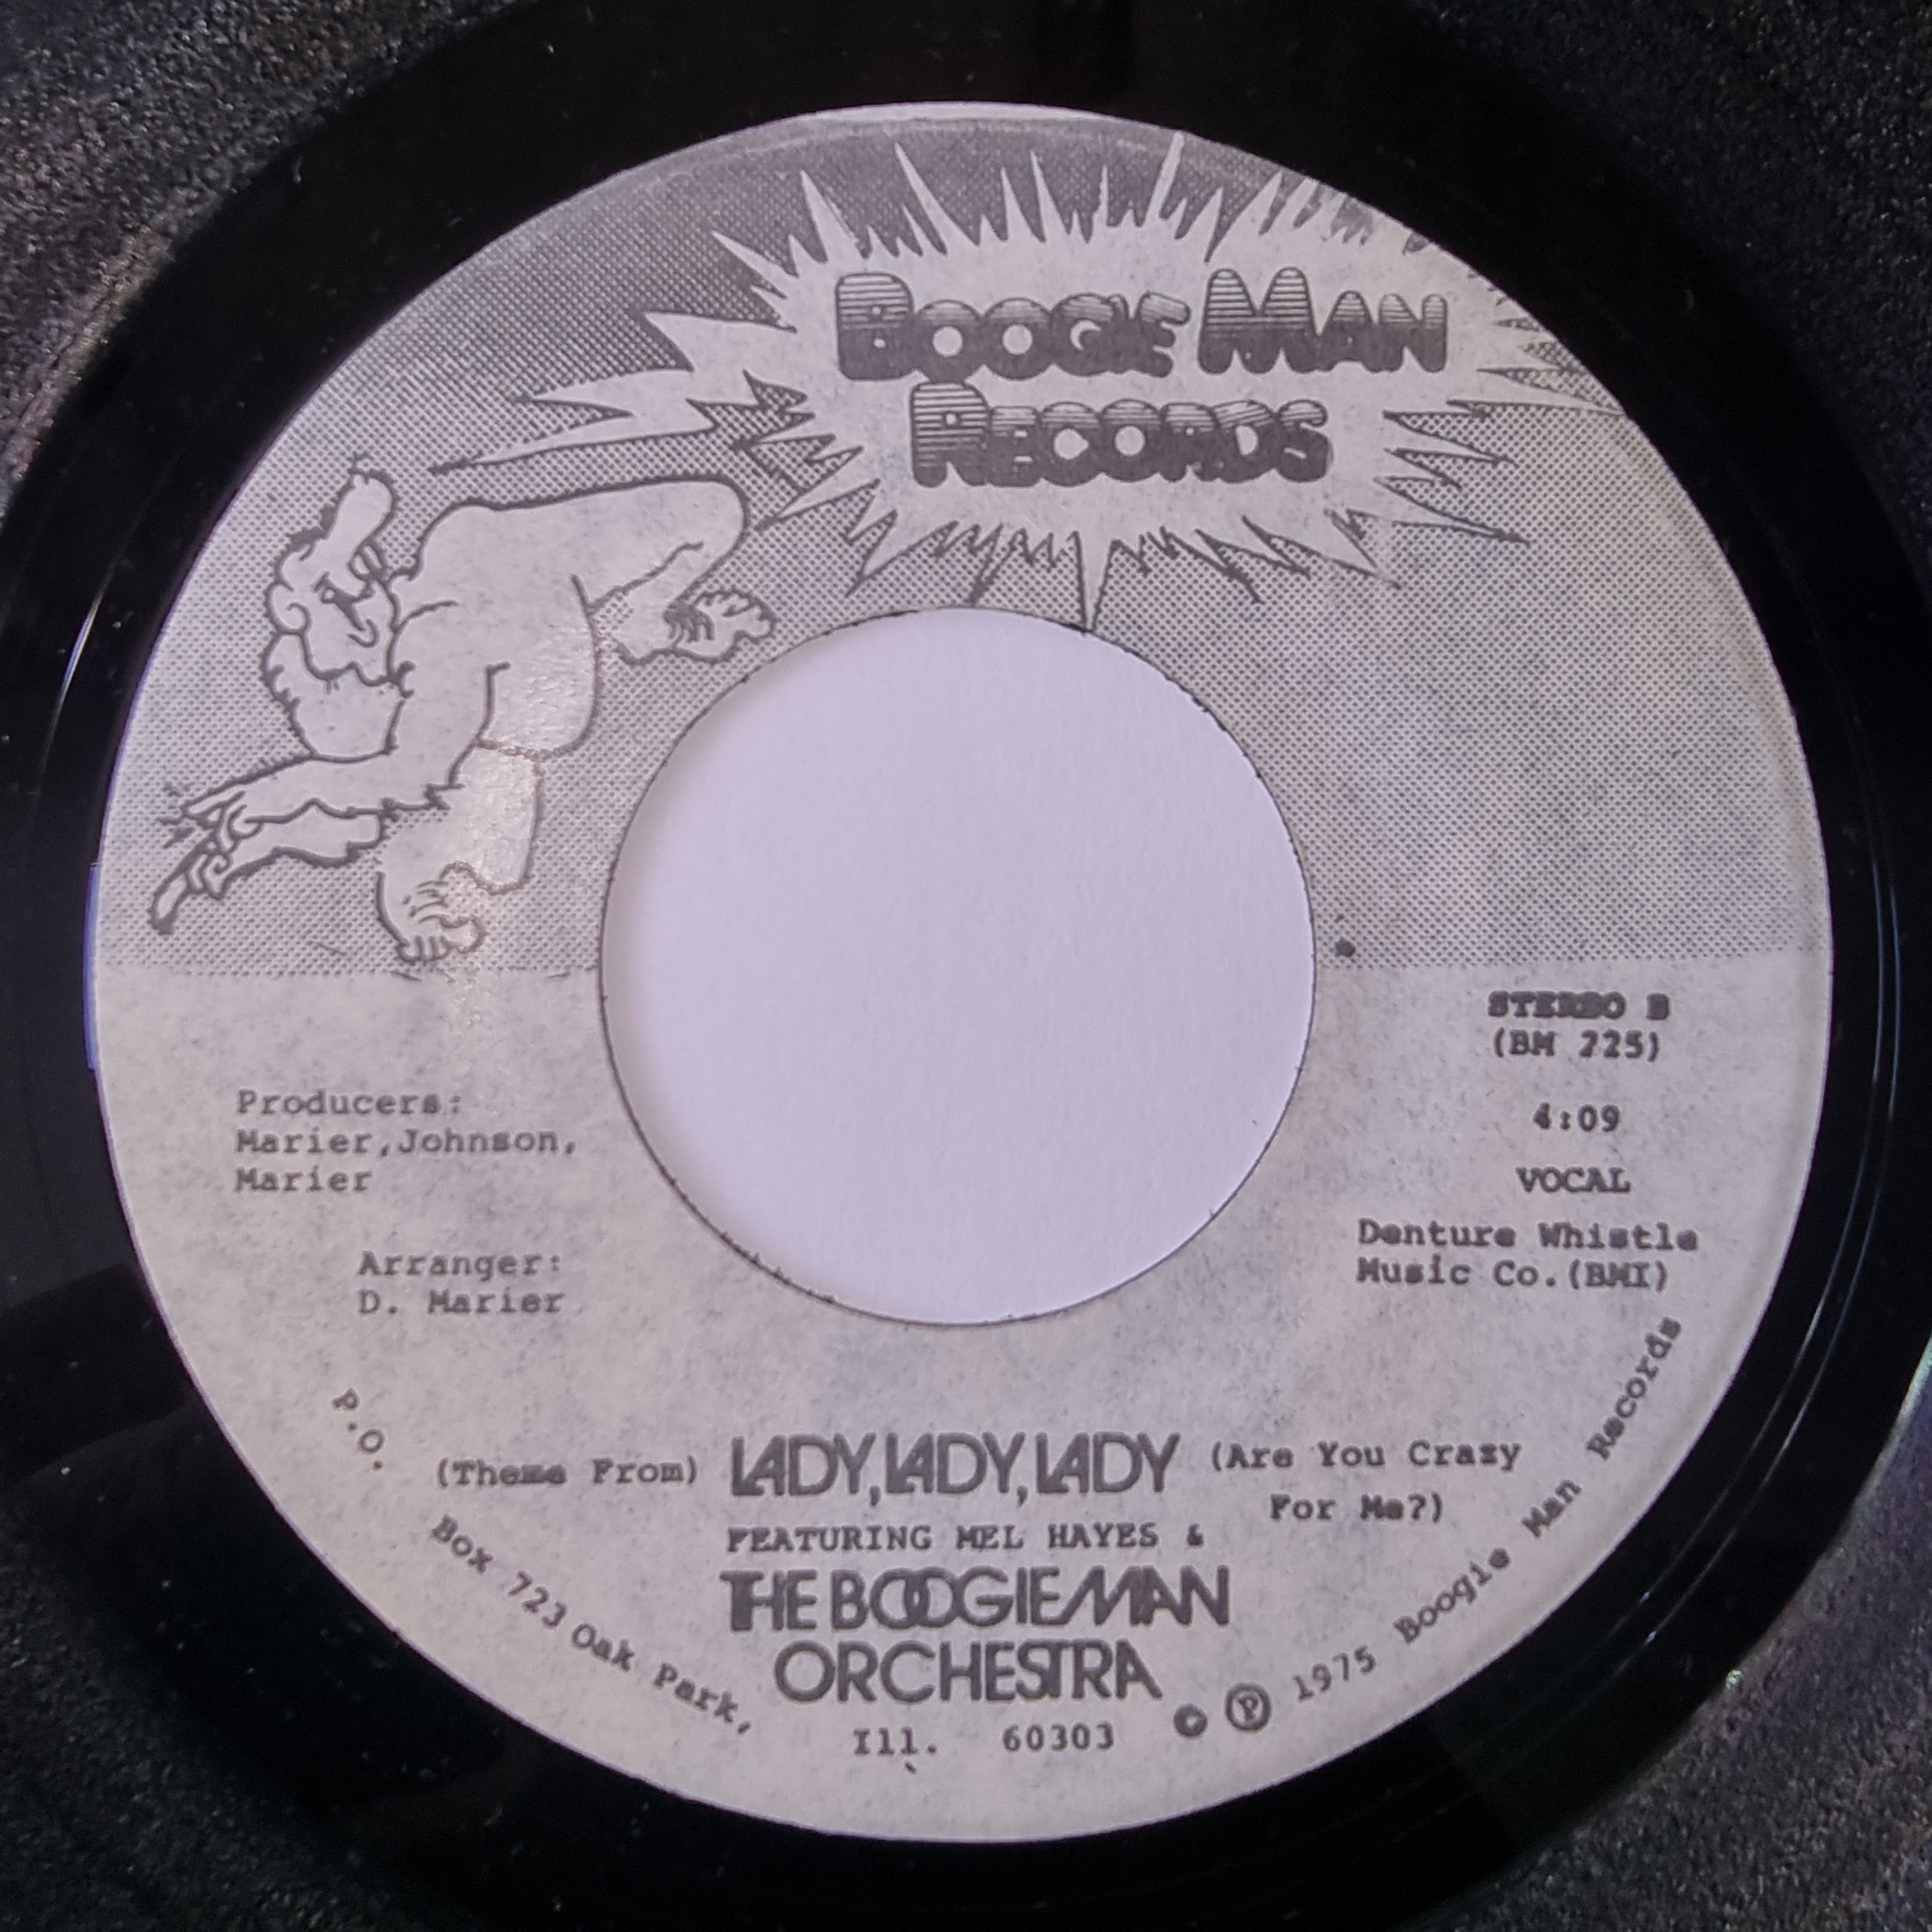 BOOGIE MAN
RECORDS
STEREO B
(BM 225)
4:09
VOCAL
Denture Whistle
Music Co.(BMI)
Producers:
Marier,Johnson,
Marier
Arranger:
D. Marier
(Theme From) LADY, LADY, LADY (Are You Crazy
For Me?)
FEATURING MEL HAYES &
THE BOOGIEMAN
ORCHESTRA
P.O. Box 723 Oak Park, Ill. 60303
© ℗ 1975 Boogie Man Records